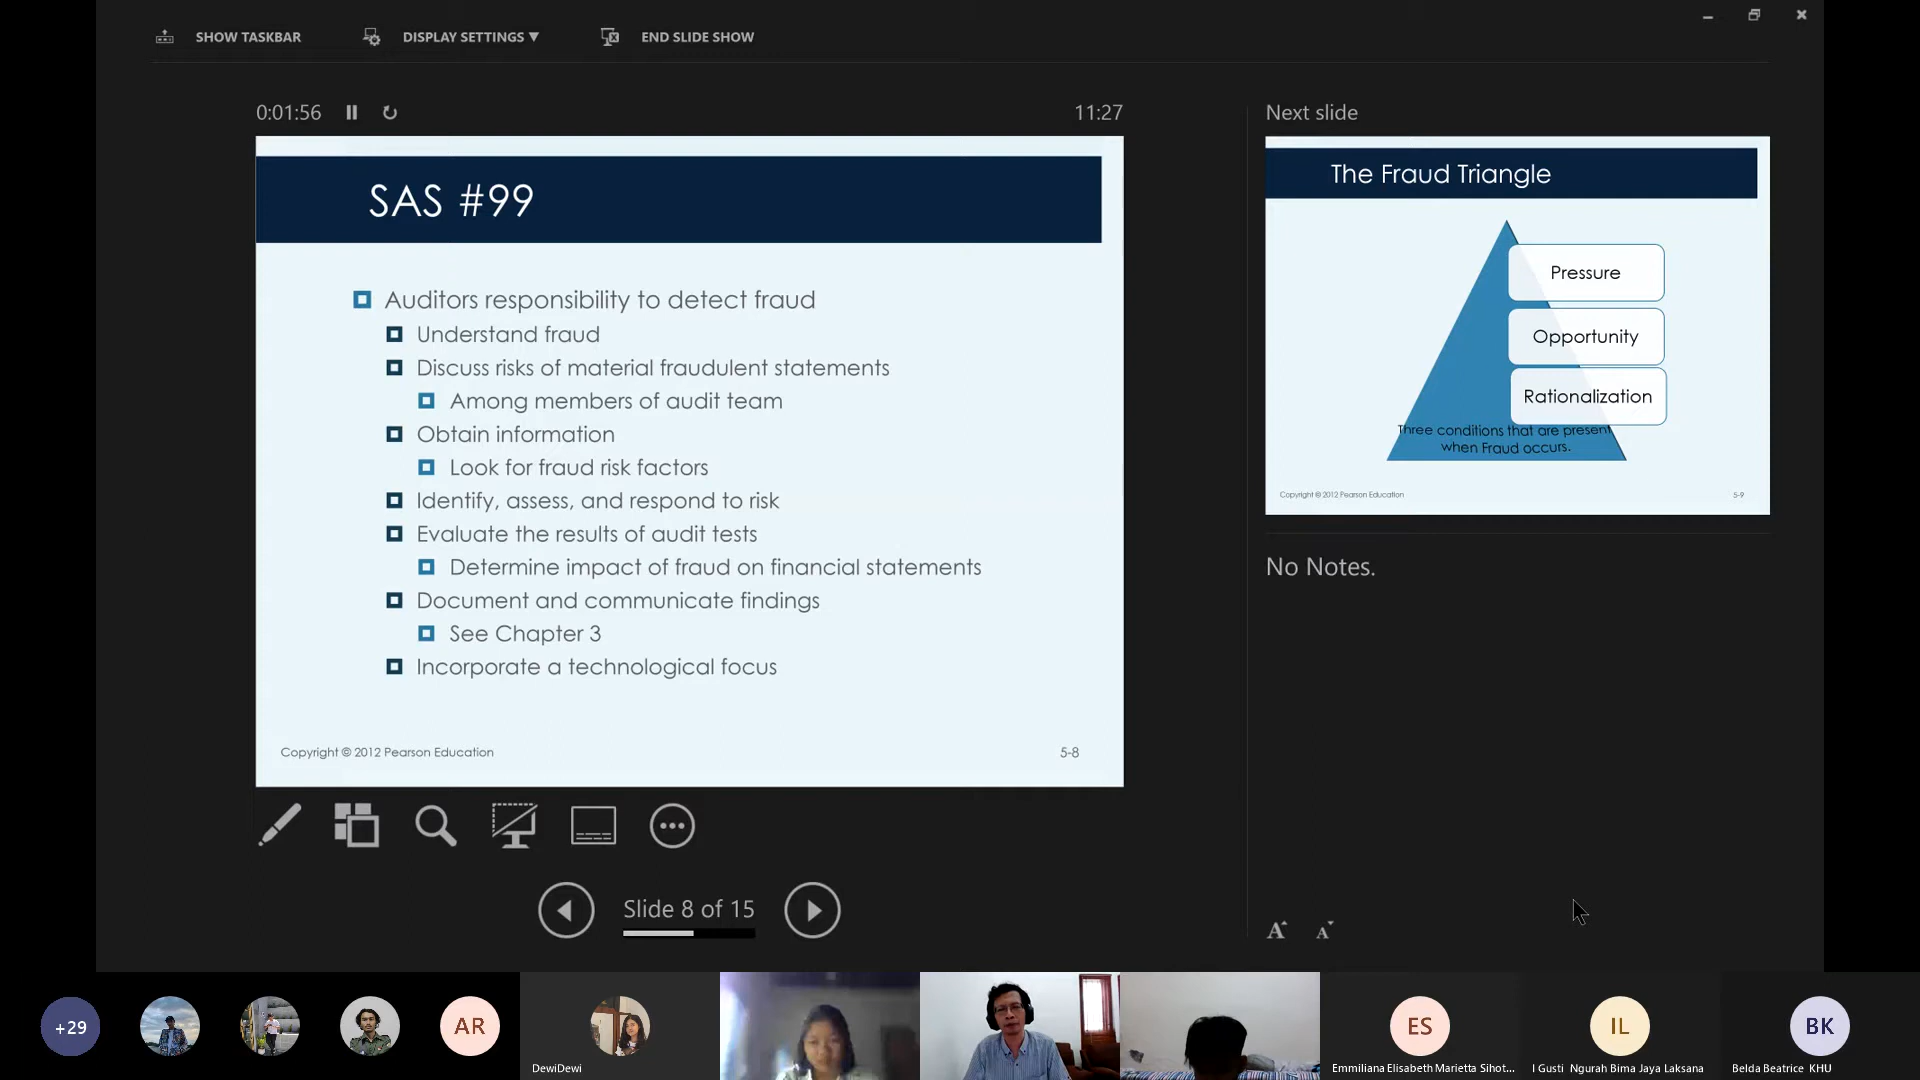 SHOW TASKBAR
DISPLAY SETTINGS ▼
END SLIDE SHOW
0:01:56
11:27
SAS #99
Auditors responsibility to detect fraud
Understand fraud
Discuss risks of material fraudulent statements
Among members of audit team
Obtain information
Look for fraud risk factors
Identify, assess, and respond to risk
Evaluate the results of audit tests
Determine impact of fraud on financial statements
Document and communicate findings
See Chapter 3
Incorporate a technological focus
Copyright © 2012 Pearson Education
5-8
Next slide
The Fraud Triangle
Pressure
Opportunity
Rationalization
Three conditions that are present
when Fraud occurs.
Copyright © 2012 Pearson Education
5-9
No Notes.
Slide 8 of 15
A A
+29
AR
DewiDewi
ES
Emmiliana Elisabeth Marietta Sihot...
IL
I Gusti Ngurah Bima Jaya Laksana
BK
Belda Beatrice KHU